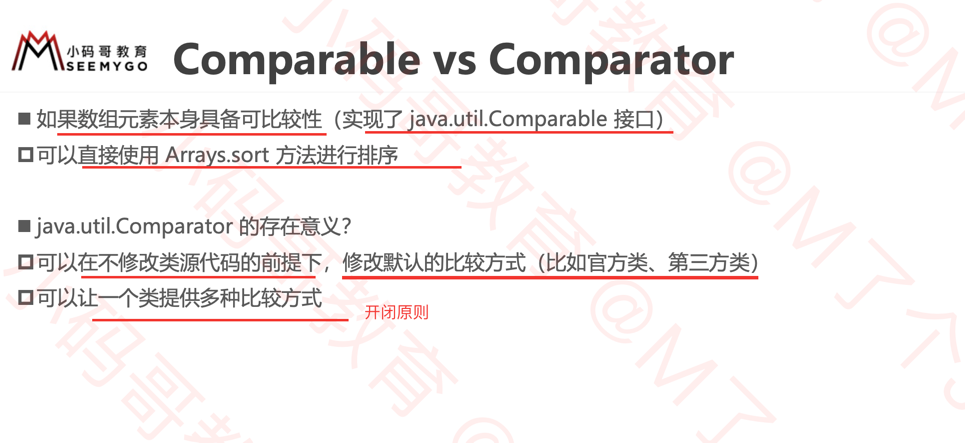 小码哥教育
SEEMYGO
Comparable vs Comparator
如果数组元素本身具备可比较性（实现了 java.util.Comparable 接口）
可以直接使用 Arrays.sort 方法进行排序
java.util.Comparator 的存在意义？
可以在不修改类源代码的前提下，修改默认的比较方式（比如官方类、第三方类）
可以让一个类提供多种比较方式
开闭原则